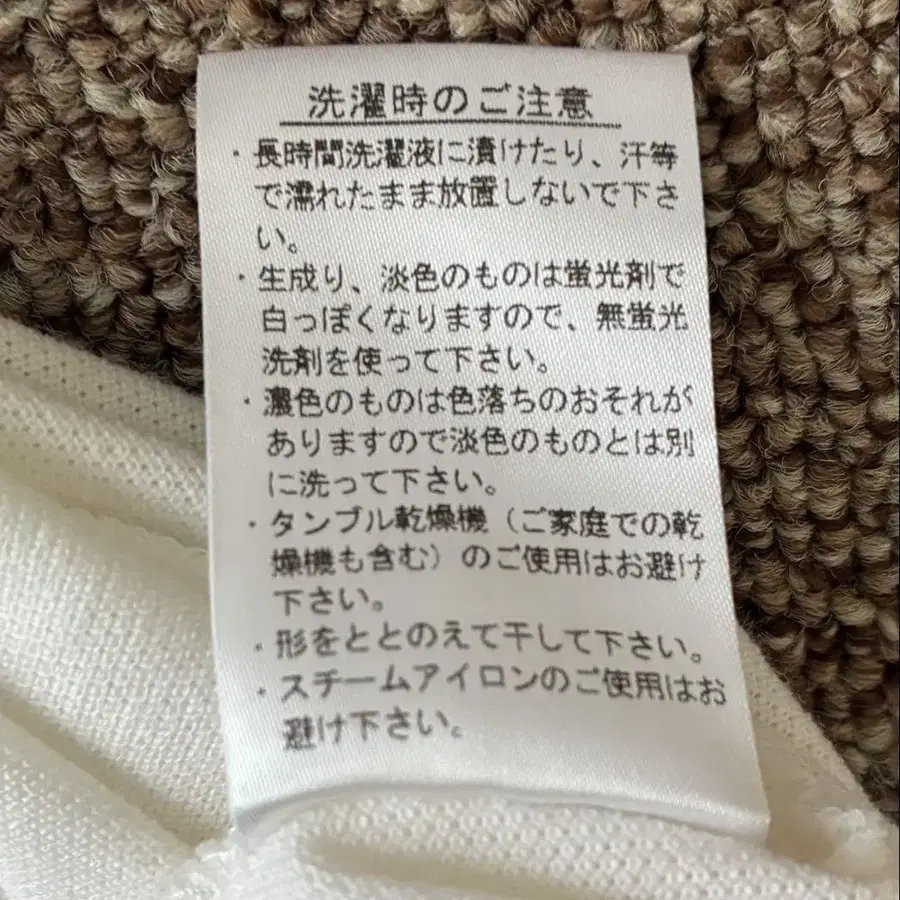 洗濯時のご注意
・長時間洗濯液に漬けたり、汗等
で濡れたまま放置しないで下さ
い。
・生成り、淡色のものは蛍光剤で
白っぽくなりますので、無蛍光
洗剤を使って下さい。
・濃色のものは色落ちのおそれが
ありますので淡色のものとは別
に洗って下さい。
・タンブル乾燥機（ご家庭での乾
燥機も含む）のご使用はお避け
下さい。
・形をととのえて干して下さい。
・スチームアイロンのご使用はお
避け下さい。